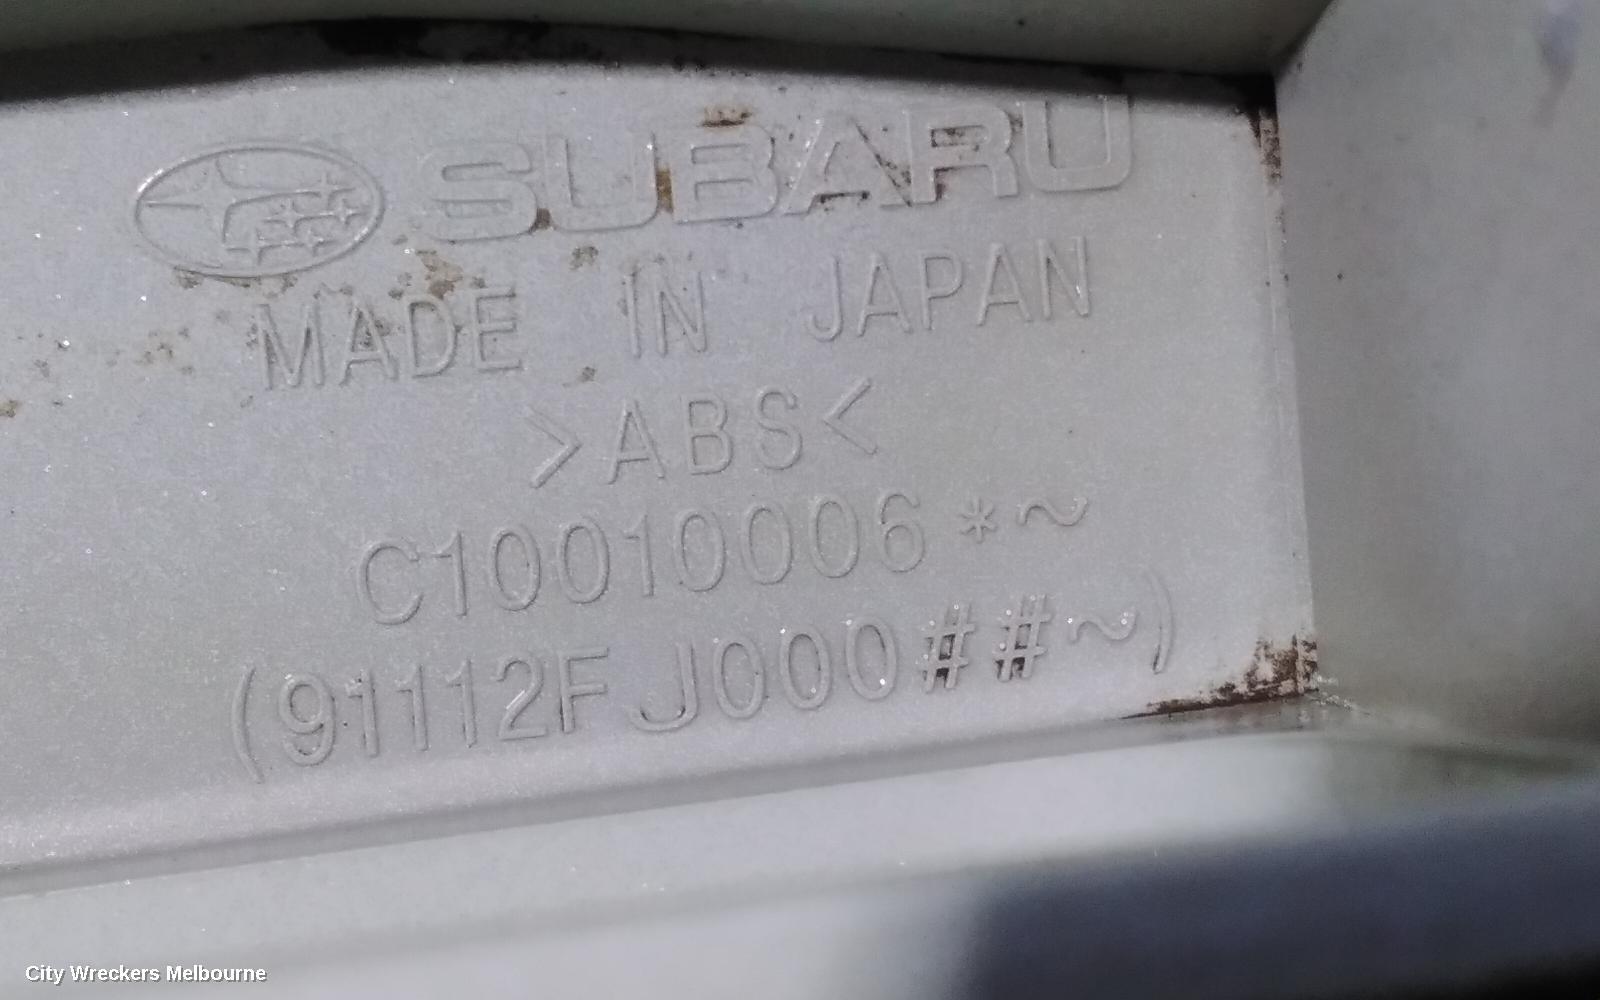 SUBARU
MADE IN JAPAN
>ABS<
C10010006*~
(91112FJ000##~)
City Wreckers Melbourne